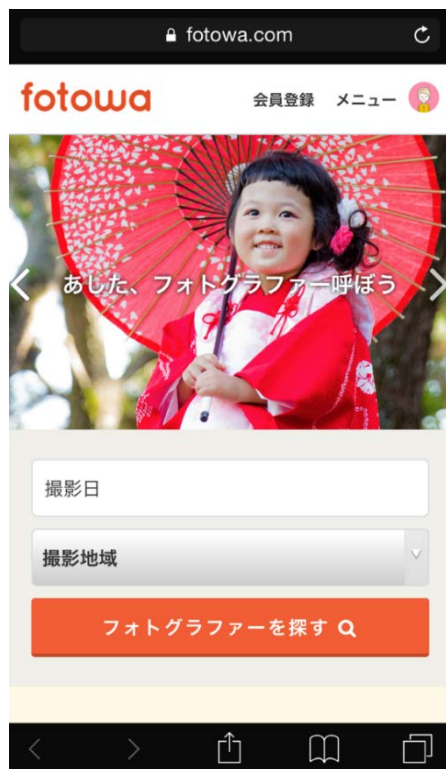 fotowa.com
fotowa 会員登録 メニュー
あした、フォトグラファー呼ぼう
撮影日
撮影地域
フォトグラファーを探す